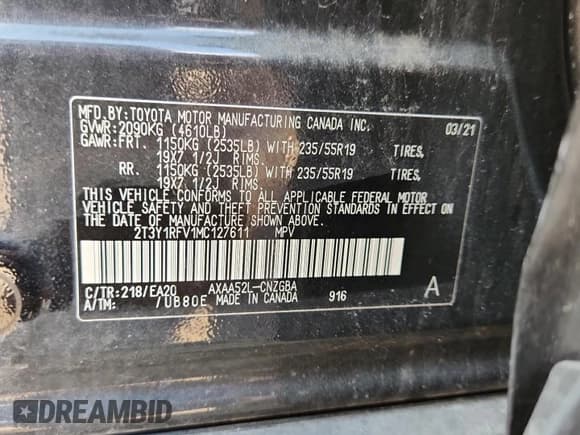 MFD.BY:TOYOTA MOTOR MANUFACTURING CANADA INC. 03/21
GVWR:2090KG (4610LB)
GAWR:FRT. 1150KG (2535LB) WITH 235/55R19 TIRES,
19X7 1/2J RIMS.
RR. 1150KG (2535LB) WITH 235/55R19 TIRES,
19X7 1/2J RIMS.
THIS VEHICLE CONFORMS TO ALL APPLICABLE FEDERAL MOTOR
VEHICLE SAFETY AND THEFT PREVENTION STANDARDS IN EFFECT ON
THE DATE OF MANUFACTURE SHOWN ABOVE.
2T3Y1RFV1MC127611 MPV
C/TR:218/EA20 AXAA52L-CNZGBA
A/TM: /UB80E MADE IN CANADA 916 A
DREAMBID